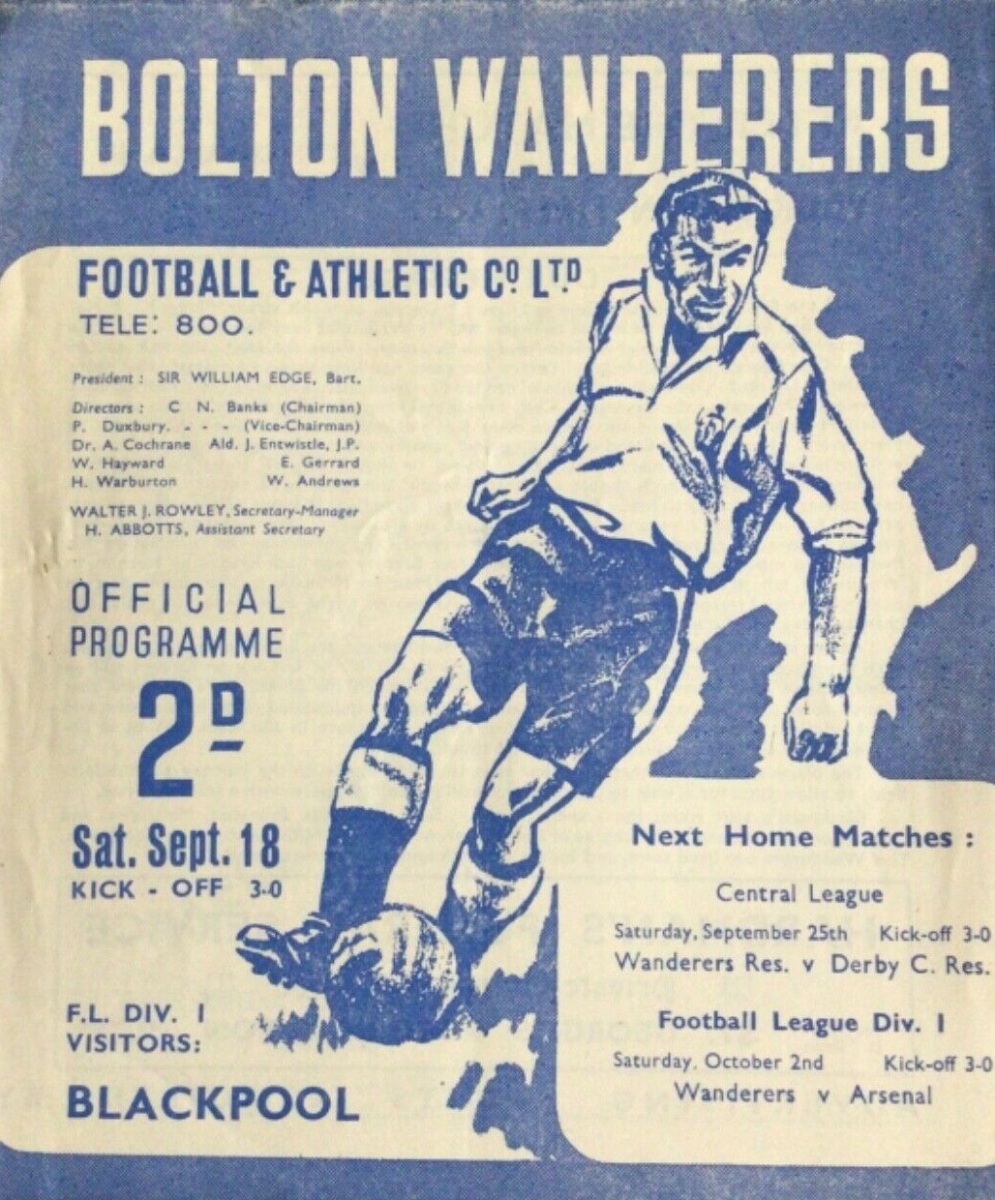 BOLTON WANDERERS
FOOTBALL & ATHLETIC Cº LTD.
TELE: 800.
President: SIR WILLIAM EDGE, Bart.
Directors: C N. Banks (Chairman)
P. Duxbury. - - - (Vice-Chairman)
Dr. A. Cochrane Ald. J. Entwistle, J.P.
W. Hayward E. Gerrard
H. Warburton W. Andrews
WALTER J. ROWLEY, Secretary-Manager
H. ABBOTTS, Assistant Secretary
OFFICIAL
PROGRAMME
2D
Sat. Sept. 18
KICK - OFF 3-0
F.L. DIV. 1
VISITORS:
BLACKPOOL
Next Home Matches:
Central League
Saturday, September 25th Kick-off 3-0
Wanderers Res. v Derby C. Res.
Football League Div. 1
Saturday, October 2nd Kick-off 3-0
Wanderers v Arsenal